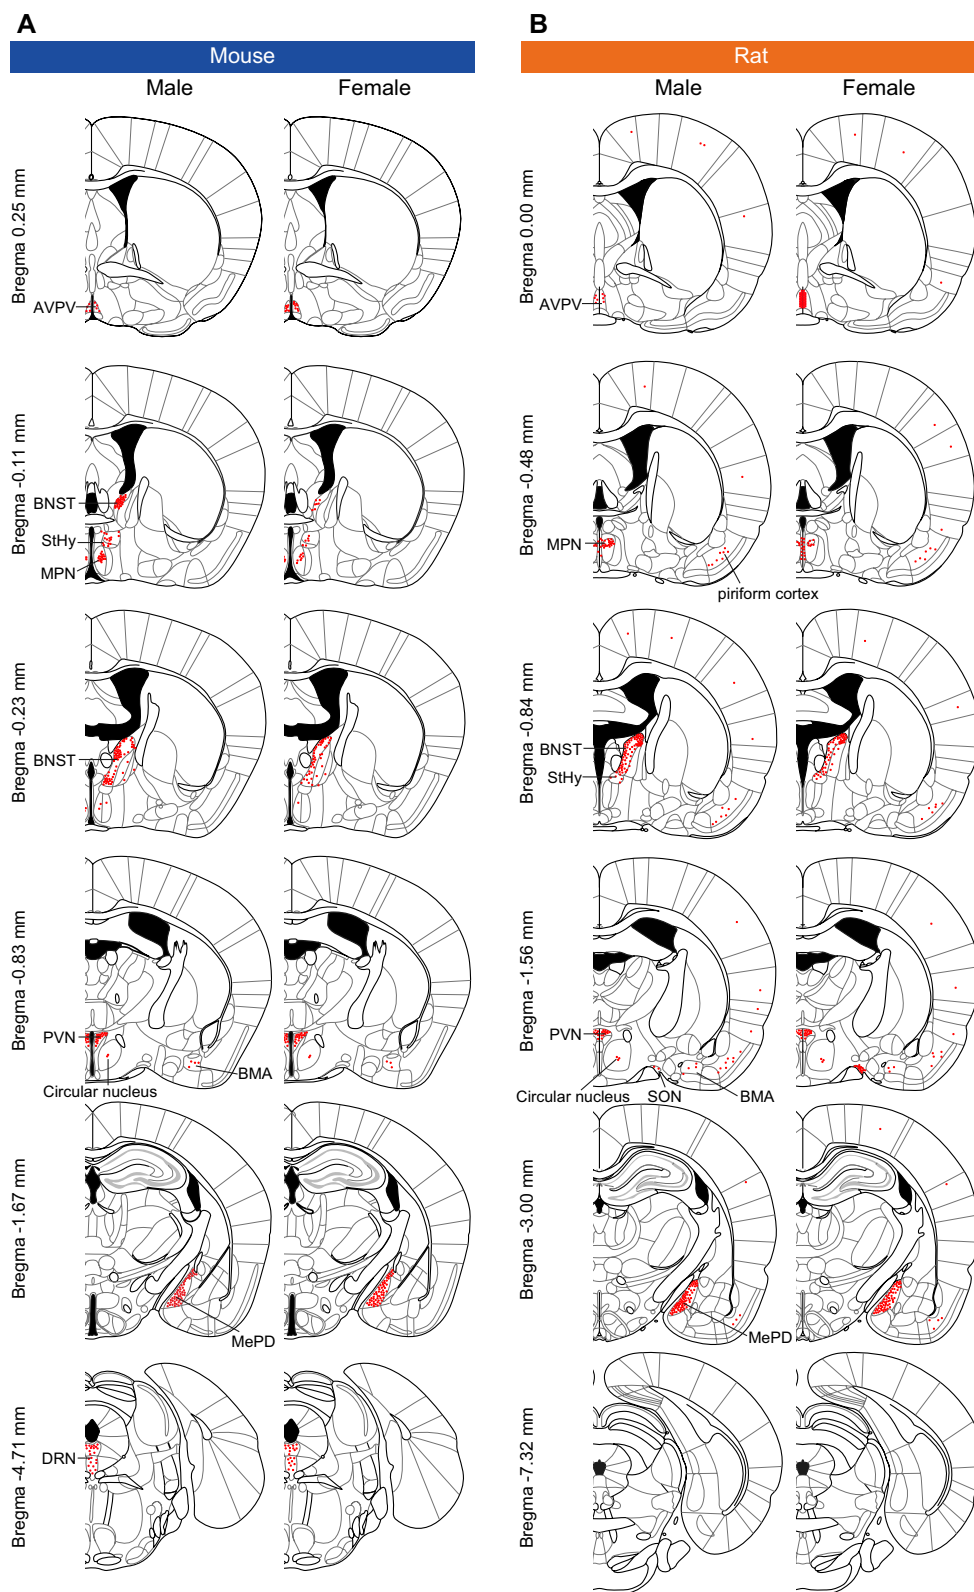 A
Mouse
Male
Female
Bregma 0.25 mm
AVPV
Bregma -0.11 mm
BNST
StHy
MPN
Bregma -0.23 mm
BNST
Bregma -0.83 mm
PVN
Circular nucleus
BMA
Bregma -1.67 mm
MePD
Bregma -4.71 mm
DRN
B
Rat
Male
Female
Bregma 0.00 mm
AVPV
Bregma -0.48 mm
MPN
piriform cortex
Bregma -0.84 mm
BNST
StHy
Bregma -1.56 mm
PVN
Circular nucleus
SON
BMA
Bregma -3.00 mm
MePD
Bregma -7.32 mm